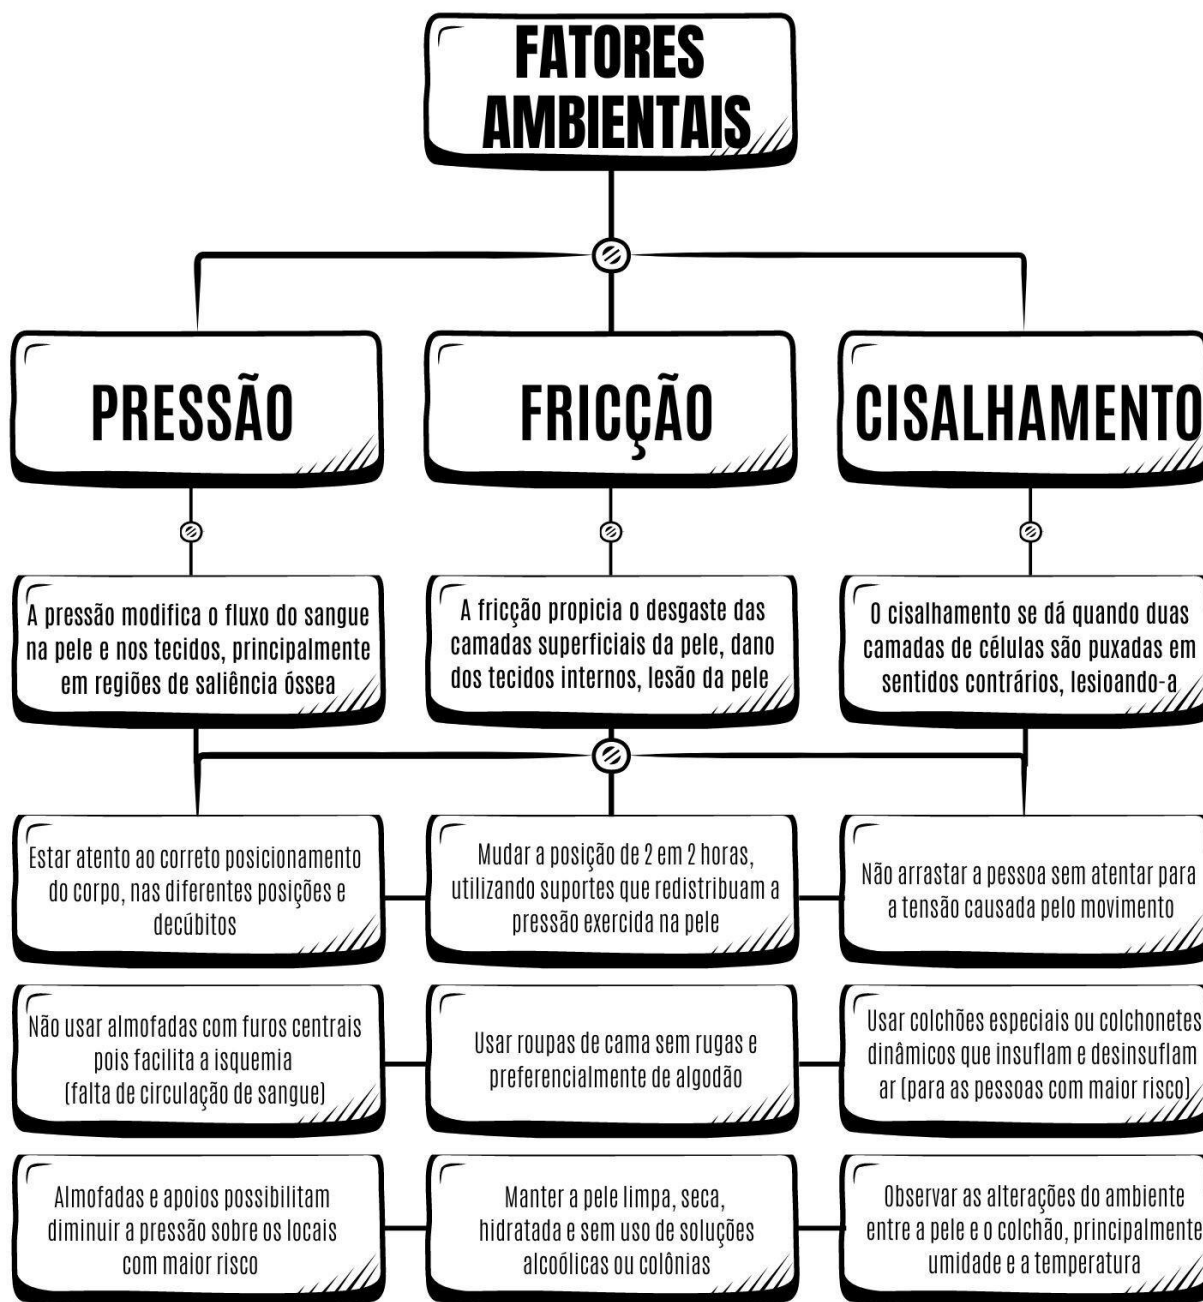 FATORES
AMBIENTAIS
PRESSÃO
FRICÇÃO
CISALHAMENTO
A pressão modifica o fluxo do sangue
na pele e nos tecidos, principalmente
em regiões de saliência óssea
A fricção propicia o desgaste das
camadas superficiais da pele, dano
dos tecidos internos, lesão da pele
O cisalhamento se dá quando duas
camadas de células são puxadas em
sentidos contrários, lesioando-a
Estar atento ao correto posicionamento
do corpo, nas diferentes posições e
decúbitos
Mudar a posição de 2 em 2 horas,
utilizando suportes que redistribuam a
pressão exercida na pele
Não arrastar a pessoa sem atentar para
a tensão causada pelo movimento
Não usar almofadas com furos centrais
pois facilita a isquemia
(falta de circulação de sangue)
Usar roupas de cama sem rugas e
preferencialmente de algodão
Usar colchões especiais ou colchonetes
dinâmicos que insuflam e desinsuflam
ar (para as pessoas com maior risco)
Almofadas e apoios possibilitam
diminuir a pressão sobre os locais
com maior risco
Manter a pele limpa, seca,
hidratada e sem uso de soluções
alcoólicas ou colônias
Observar as alterações do ambiente
entre a pele e o colchão, principalmente
umidade e a temperatura